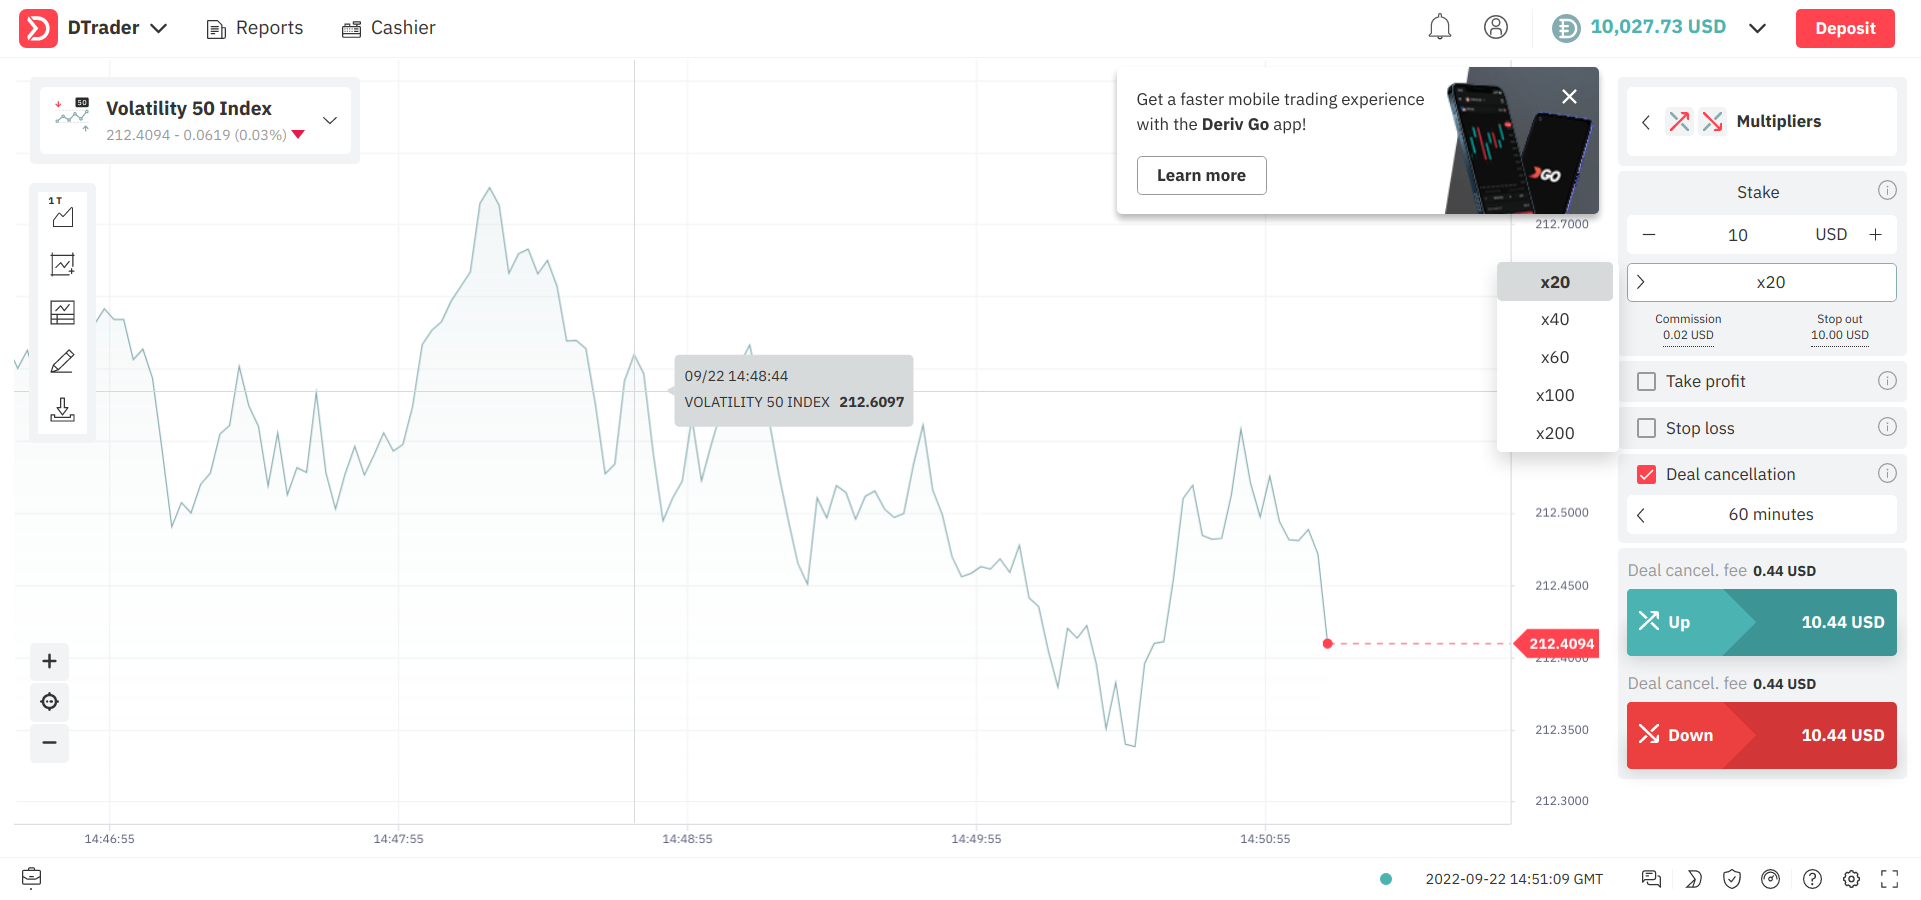 DTrader
Reports
Cashier
10,027.73 USD
Deposit
50
Volatility 50 Index
212.4094 - 0.0619 (0.03%)
1T
Get a faster mobile trading experience
with the Deriv Go app!
Learn more
GO
Multipliers
Stake
10
USD
x20
Commission
0.02 USD
Stop out
10.00 USD
x20
x40
x60
x100
x200
Take profit
Stop loss
Deal cancellation
60 minutes
Deal cancel. fee 0.44 USD
Up
10.44 USD
Deal cancel. fee 0.44 USD
Down
10.44 USD
09/22 14:48:44
VOLATILITY 50 INDEX 212.6097
212.7000
212.5000
212.4500
212.4094
212.4000
212.3500
212.3000
14:46:55
14:47:55
14:48:55
14:49:55
14:50:55
2022-09-22 14:51:09 GMT